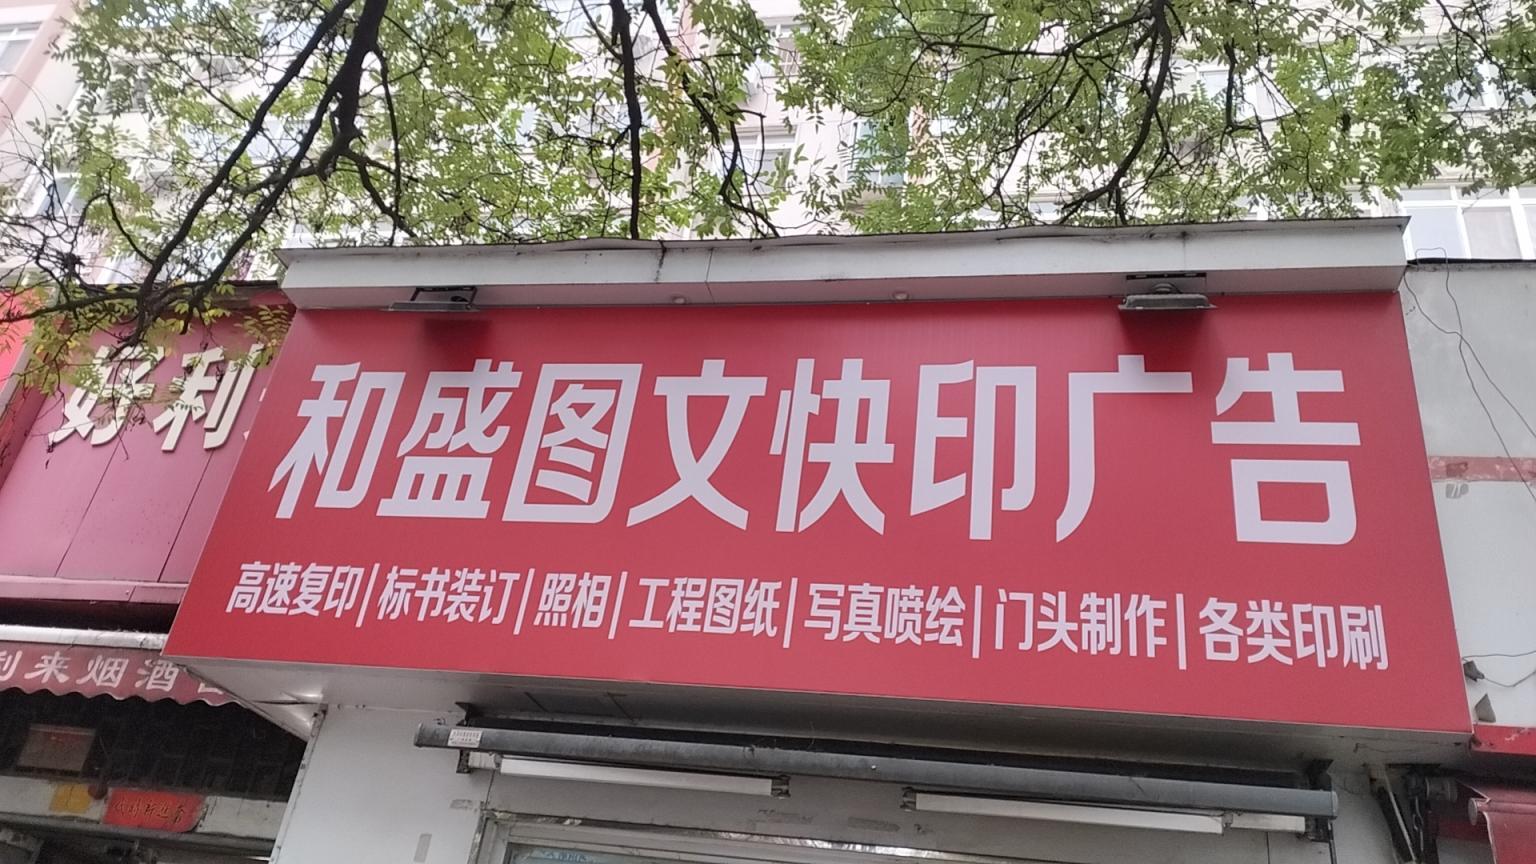 和盛图文快印广告
高速复印|标书装订|照相|工程图纸|写真喷绘|门头制作|各类印刷
好利
利来烟酒